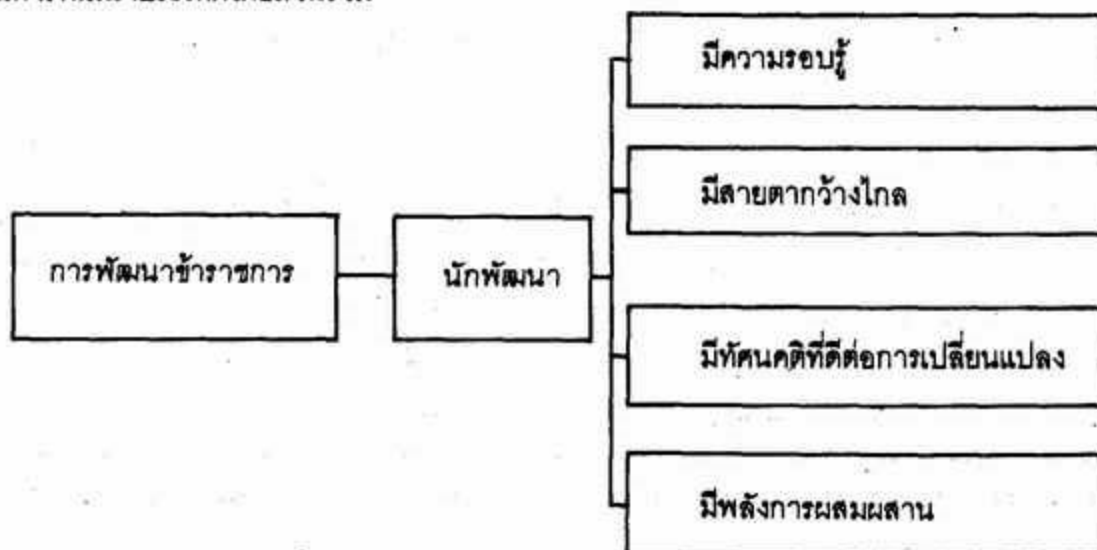 มีความรอบรู้
มีสายตากว้างไกล
การพัฒนาข้าราชการ
นักพัฒนา
มีทัศนคติที่ดีต่อการเปลี่ยนแปลง
มีพลังการผสมผสาน